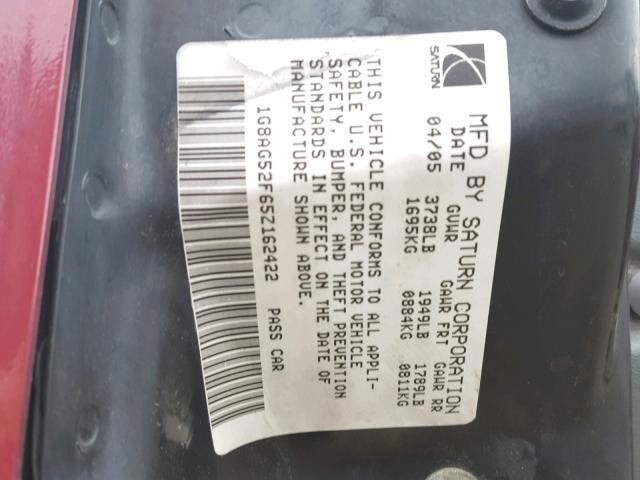 SATURN
MFD BY SATURN CORPORATION
DATE GVWR GAWR FRT GAWR RR
04/05 3738LB 1949LB 1789LB
1695KG 0884KG 0811KG
THIS VEHICLE CONFORMS TO ALL APPLI-
CABLE U.S. FEDERAL MOTOR VEHICLE
SAFETY, BUMPER, AND THEFT PREVENTION
STANDARDS IN EFFECT ON THE DATE OF
MANUFACTURE SHOWN ABOVE.
1G8AG52F65Z162422 PASS CAR